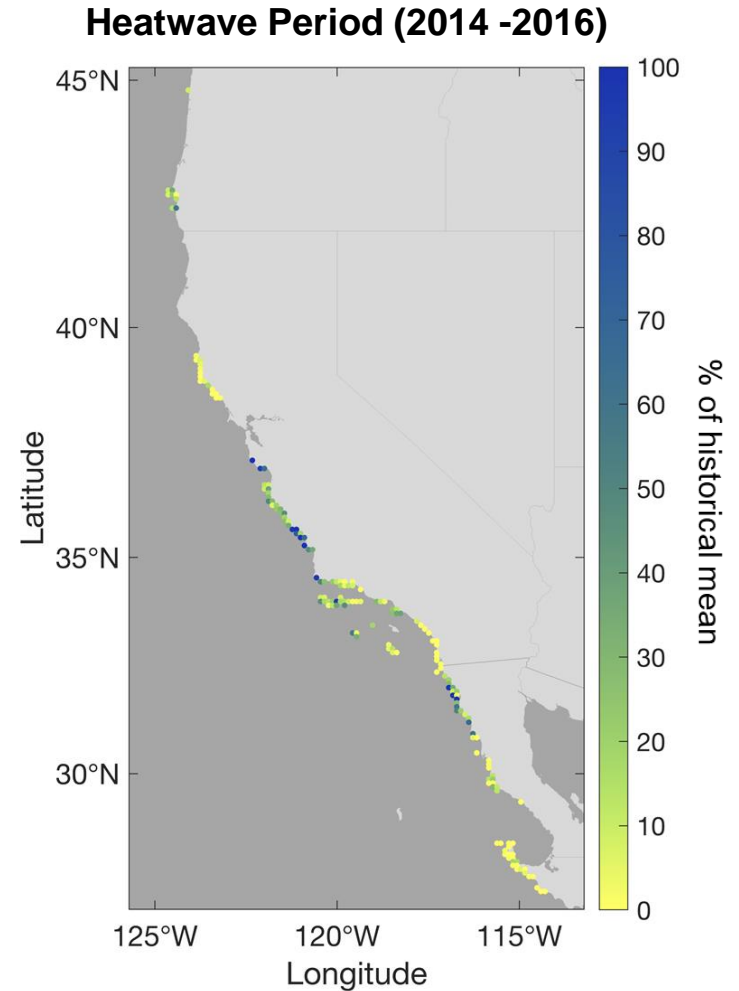 Heatwave Period (2014 -2016)
45°N
40°N
35°N
30°N
Latitude
125°W 120°W 115°W
Longitude
100
90
80
70
60
50
40
30
20
10
0
% of historical mean